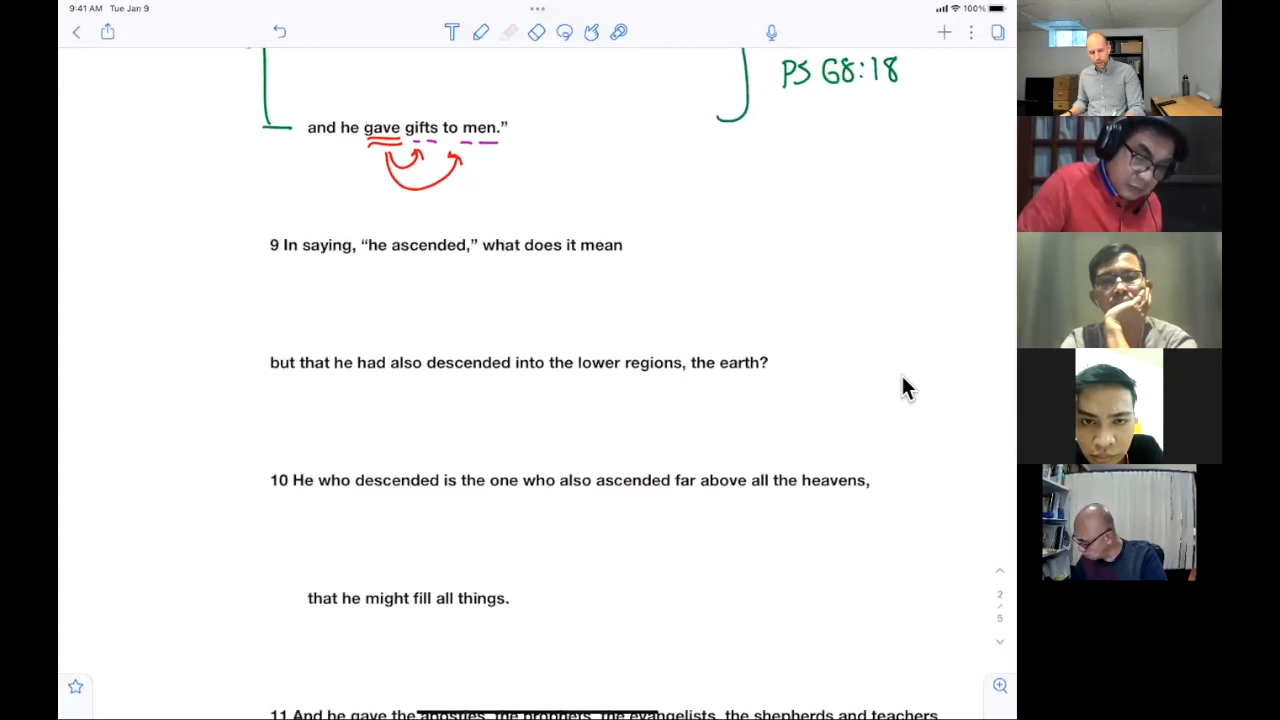 9:41 AM Tue Jan 9
100%
PS 68:18
and he gave gifts to men.”
9 In saying, “he ascended,” what does it mean
but that he had also descended into the lower regions, the earth?
10 He who descended is the one who also ascended far above all the heavens,
that he might fill all things.
2
/
5
11 And he gave the apostles, the prophets, the evangelists, the shepherds and teachers